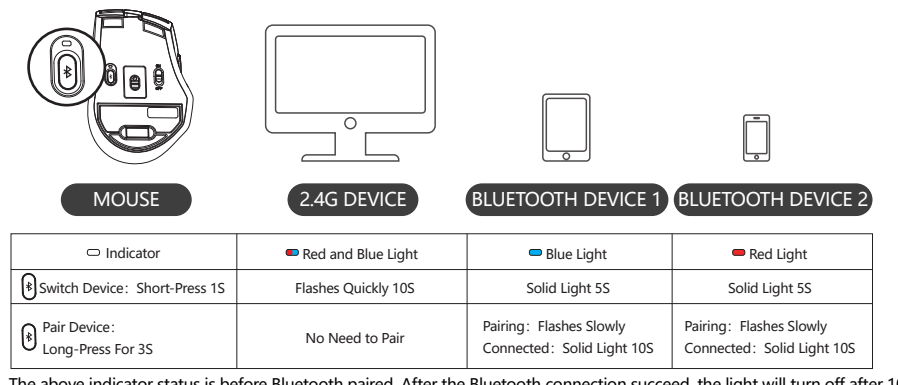 MOUSE
2.4G DEVICE
BLUETOOTH DEVICE 1
BLUETOOTH DEVICE 2
Indicator
Red and Blue Light
Blue Light
Red Light
Switch Device: Short-Press 1S
Flashes Quickly 10S
Solid Light 5S
Solid Light 5S
Pair Device:
Long-Press For 3S
No Need to Pair
Pairing: Flashes Slowly
Connected: Solid Light 10S
Pairing: Flashes Slowly
Connected: Solid Light 10S
The above indicator status is before Bluetooth paired. After the Bluetooth connection succeed, the light will turn off after